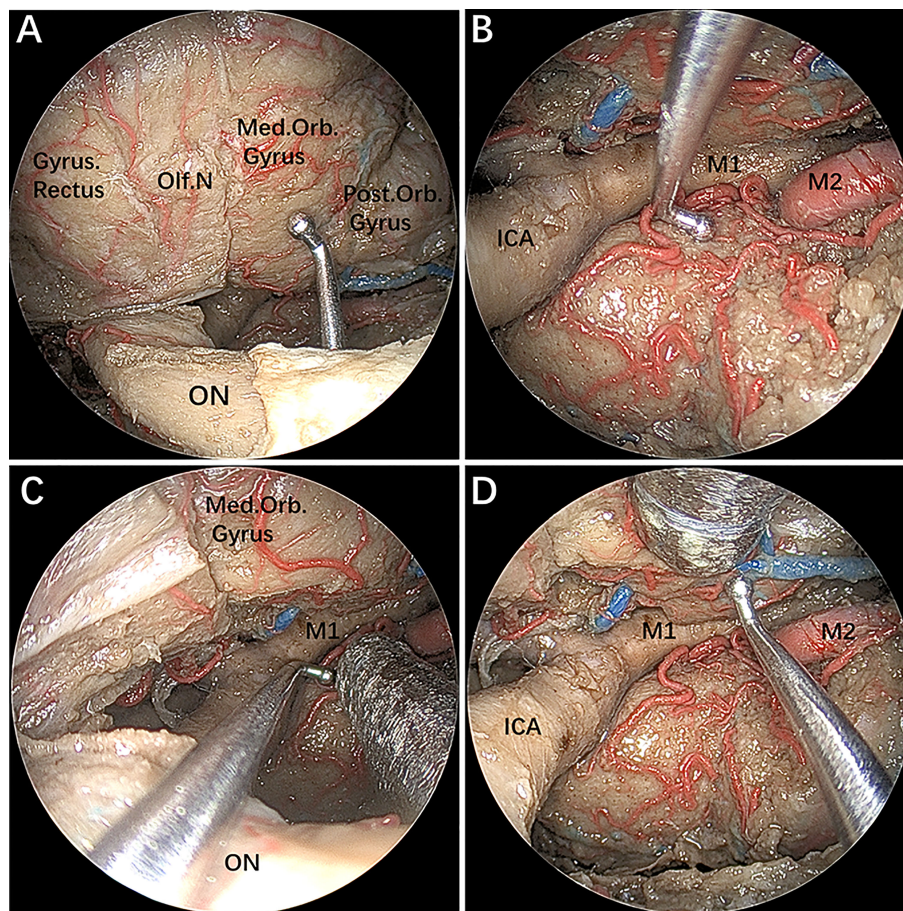 A
Gyrus.
Rectus
Olf.N
Med.Orb.
Gyrus
Post.Orb.
Gyrus
ON
B
M1
M2
ICA
C
Med.Orb.
Gyrus
M1
ON
D
M1
M2
ICA